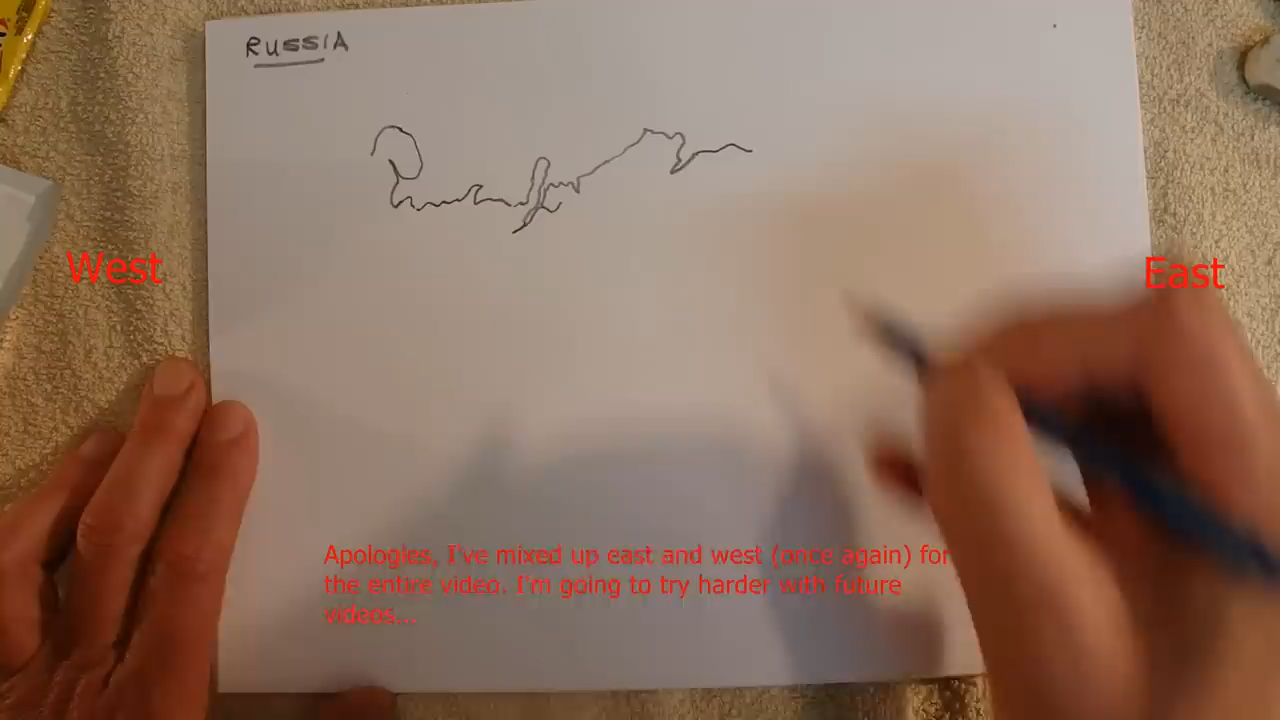 RUSSIA
West
East
Apologies, I've mixed up east and west (once again) for
the entire video. I'm going to try harder with future
videos...